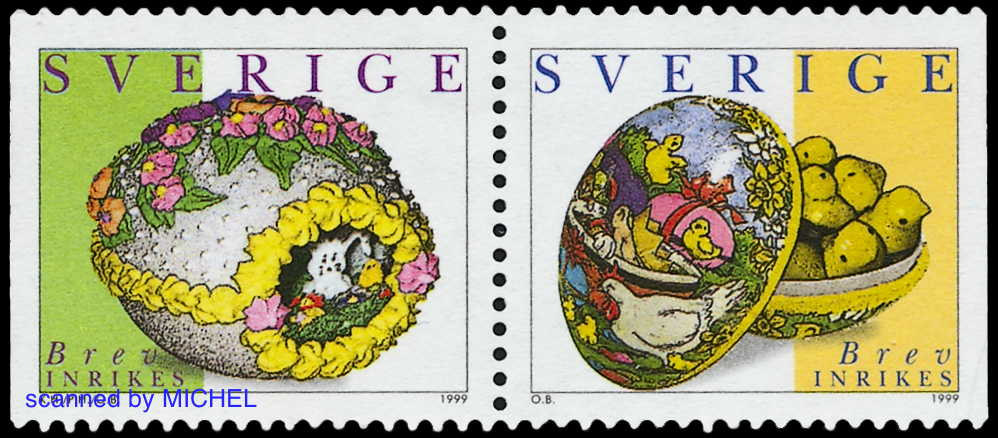 SVERIGE
Brev
INRIKES
1999
SVERIGE
Brev
INRIKES
O.B.
1999
scanned by MICHEL